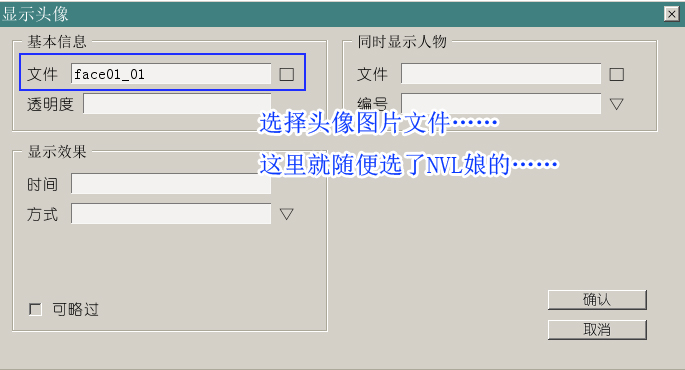 显示头像
基本信息
文件 face01_01
透明度
同时显示人物
文件
编号
选择头像图片文件……
这里就随便选了NVL娘的……
显示效果
时间
方式
可略过
确认
取消